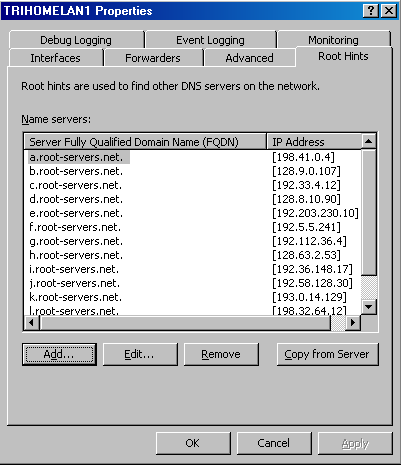 TRIHOMELAN1 Properties
Debug Logging Event Logging Monitoring
Interfaces Forwarders Advanced Root Hints
Root hints are used to find other DNS servers on the network.
Name servers:
Server Fully Qualified Domain Name (FQDN) IP Address
a.root-servers.net. [198.41.0.4]
b.root-servers.net. [128.9.0.107]
c.root-servers.net. [192.33.4.12]
d.root-servers.net. [128.8.10.90]
e.root-servers.net. [192.203.230.10]
f.root-servers.net. [192.5.5.241]
g.root-servers.net. [192.112.36.4]
h.root-servers.net. [128.63.2.53]
i.root-servers.net. [192.36.148.17]
j.root-servers.net. [192.58.128.30]
k.root-servers.net. [193.0.14.129]
l.root-servers.net. [198.32.64.12]
Add... Edit... Remove Copy from Server
OK Cancel Apply